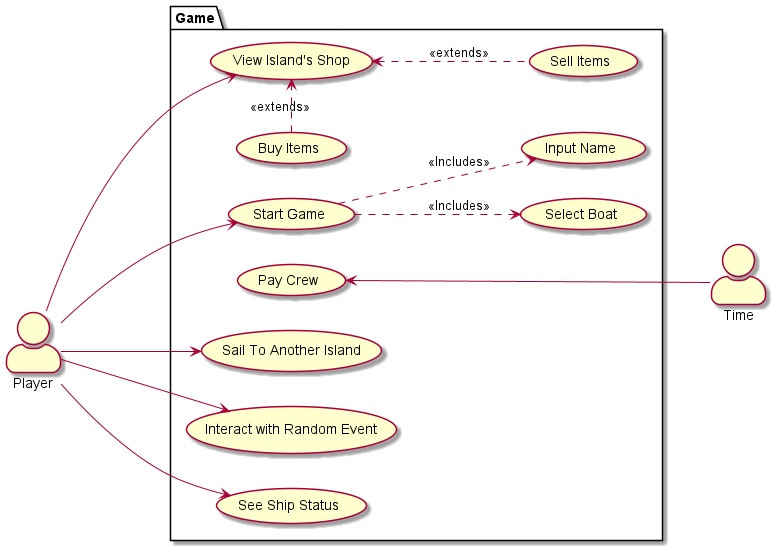 Game
View Island's Shop
«extends»
Sell Items
«extends»
Buy Items
«Includes»
Input Name
Start Game
«Includes»
Select Boat
Pay Crew
Time
Player
Sail To Another Island
Interact with Random Event
See Ship Status